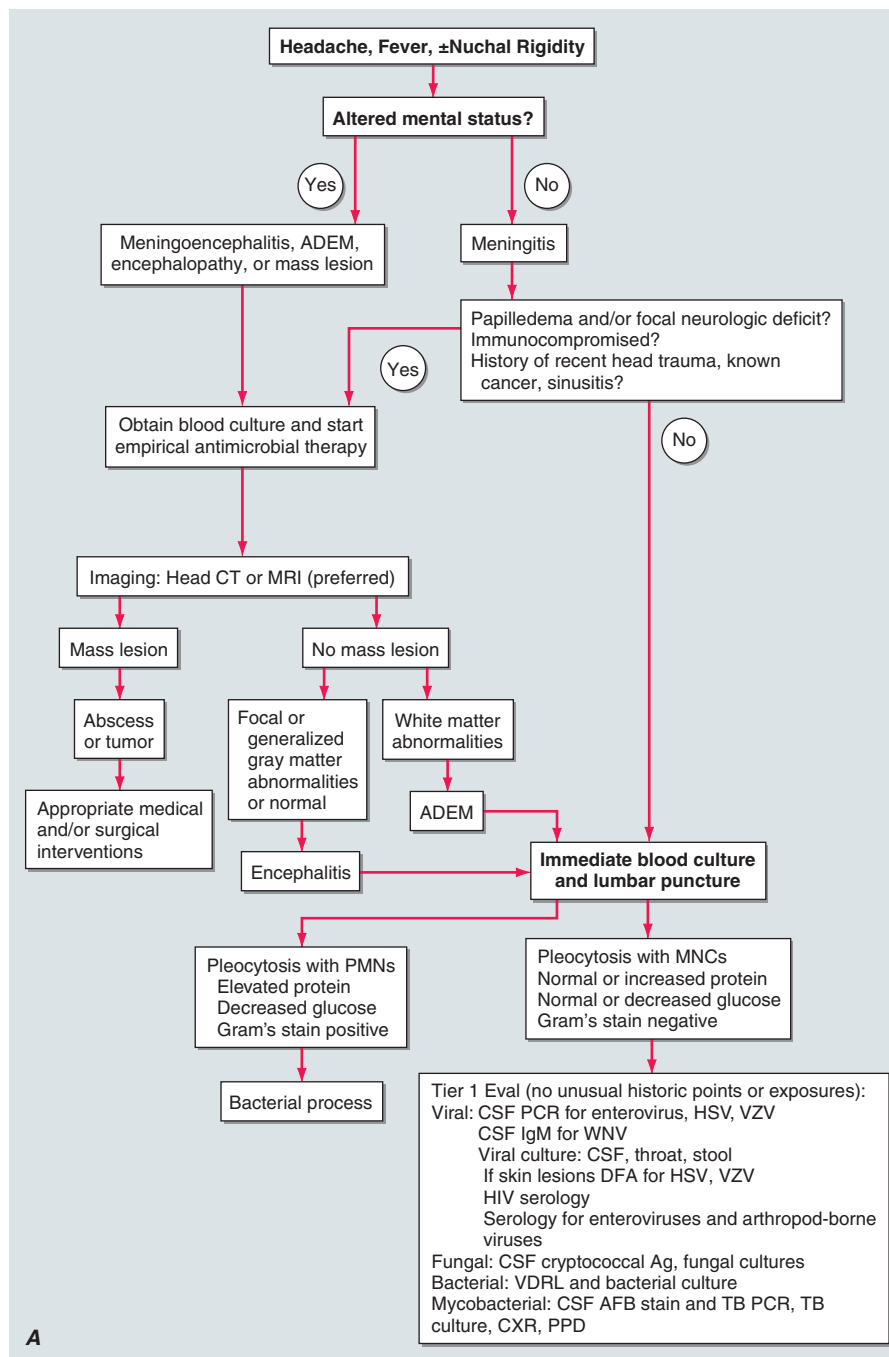 Headache, Fever, ±Nuchal Rigidity
Altered mental status?
Yes
No
Meningoencephalitis, ADEM,
encephalopathy, or mass lesion
Meningitis
Papilledema and/or focal neurologic deficit?
Immunocompromised?
History of recent head trauma, known
cancer, sinusitis?
Yes
Obtain blood culture and start
empirical antimicrobial therapy
No
Imaging: Head CT or MRI (preferred)
Mass lesion
No mass lesion
Abscess
or tumor
Focal or
generalized
gray matter
abnormalities
or normal
White matter
abnormalities
Appropriate medical
and/or surgical
interventions
ADEM
Encephalitis
Immediate blood culture
and lumbar puncture
Pleocytosis with PMNs
Elevated protein
Decreased glucose
Gram's stain positive
Pleocytosis with MNCs
Normal or increased protein
Normal or decreased glucose
Gram's stain negative
Bacterial process
Tier 1 Eval (no unusual historic points or exposures):
Viral: CSF PCR for enterovirus, HSV, VZV
CSF IgM for WNV
Viral culture: CSF, throat, stool
If skin lesions DFA for HSV, VZV
HIV serology
Serology for enteroviruses and arthropod-borne
viruses
Fungal: CSF cryptococcal Ag, fungal cultures
Bacterial: VDRL and bacterial culture
Mycobacterial: CSF AFB stain and TB PCR, TB
culture, CXR, PPD
A